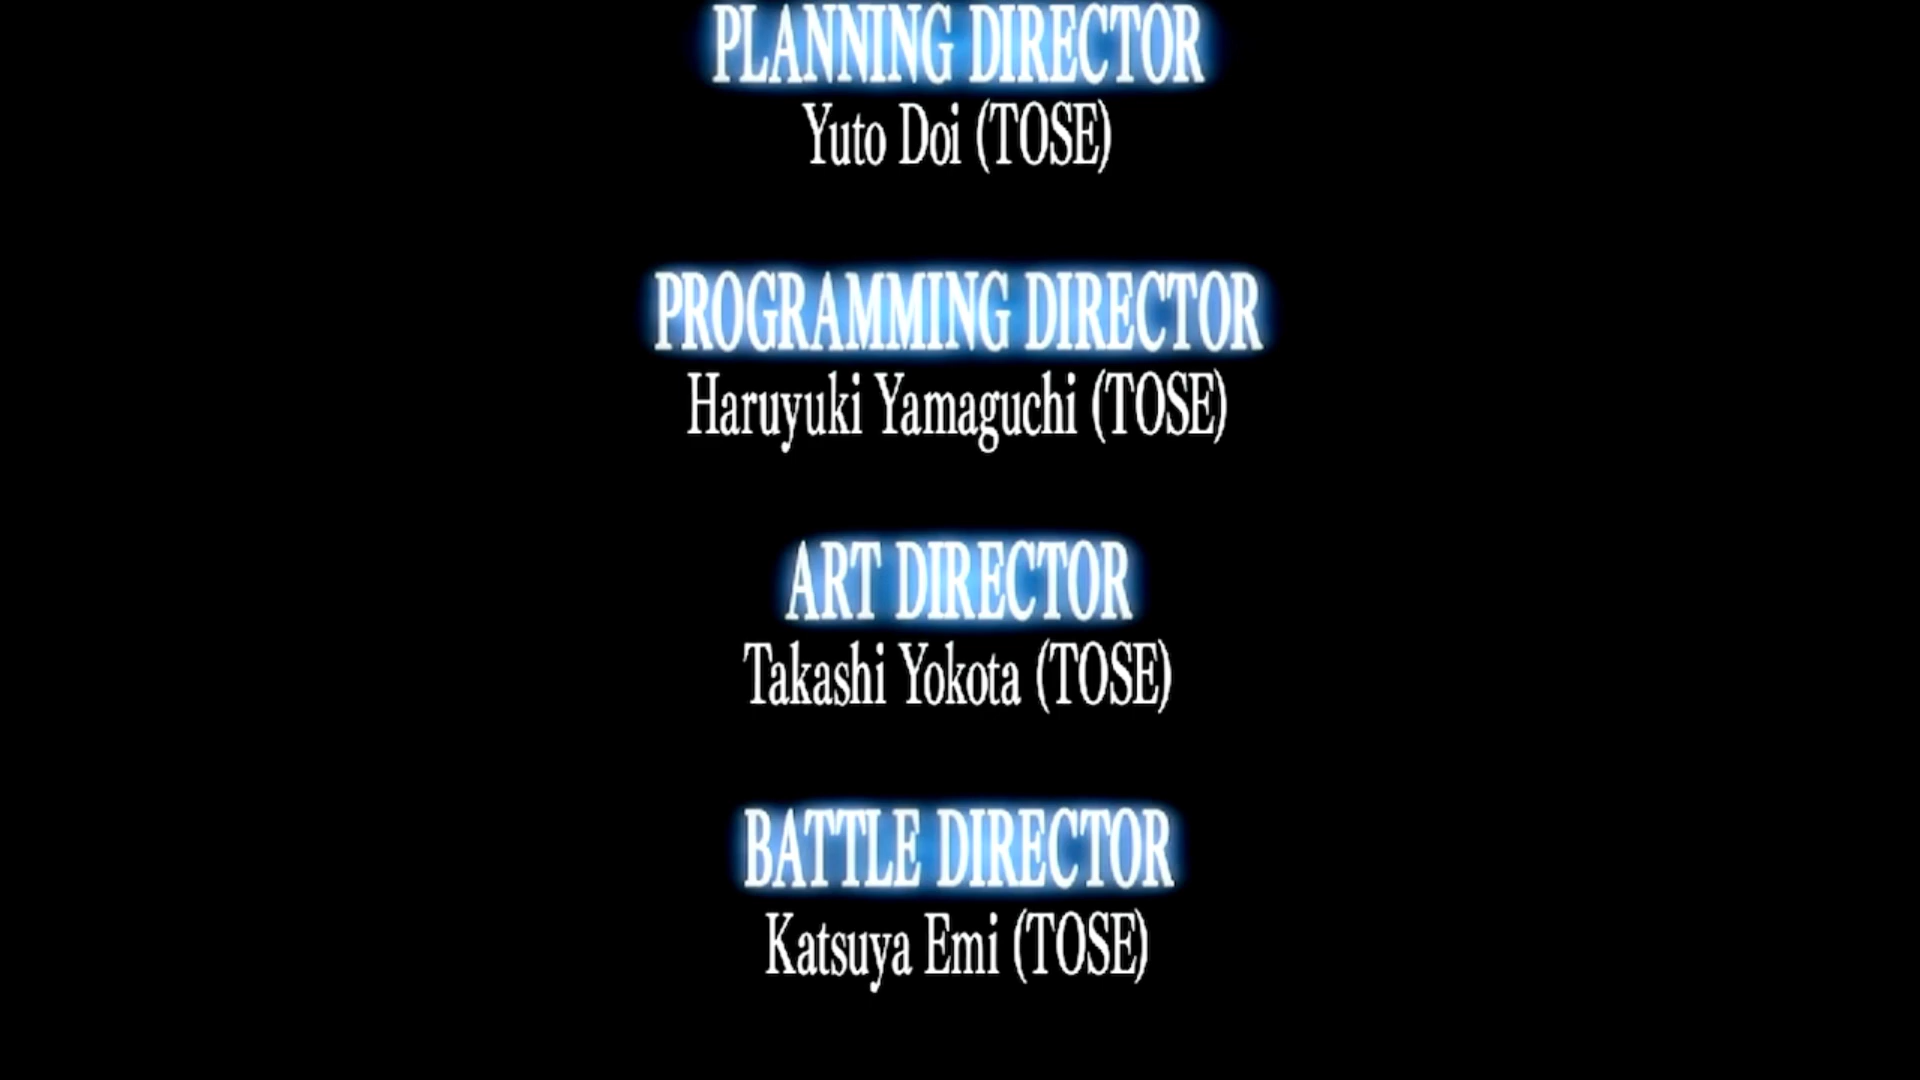 PLANNING DIRECTOR
Yuto Doi (TOSE)
PROGRAMMING DIRECTOR
Haruyuki Yamaguchi (TOSE)
ART DIRECTOR
Takashi Yokota (TOSE)
BATTLE DIRECTOR
Katsuya Emi (TOSE)